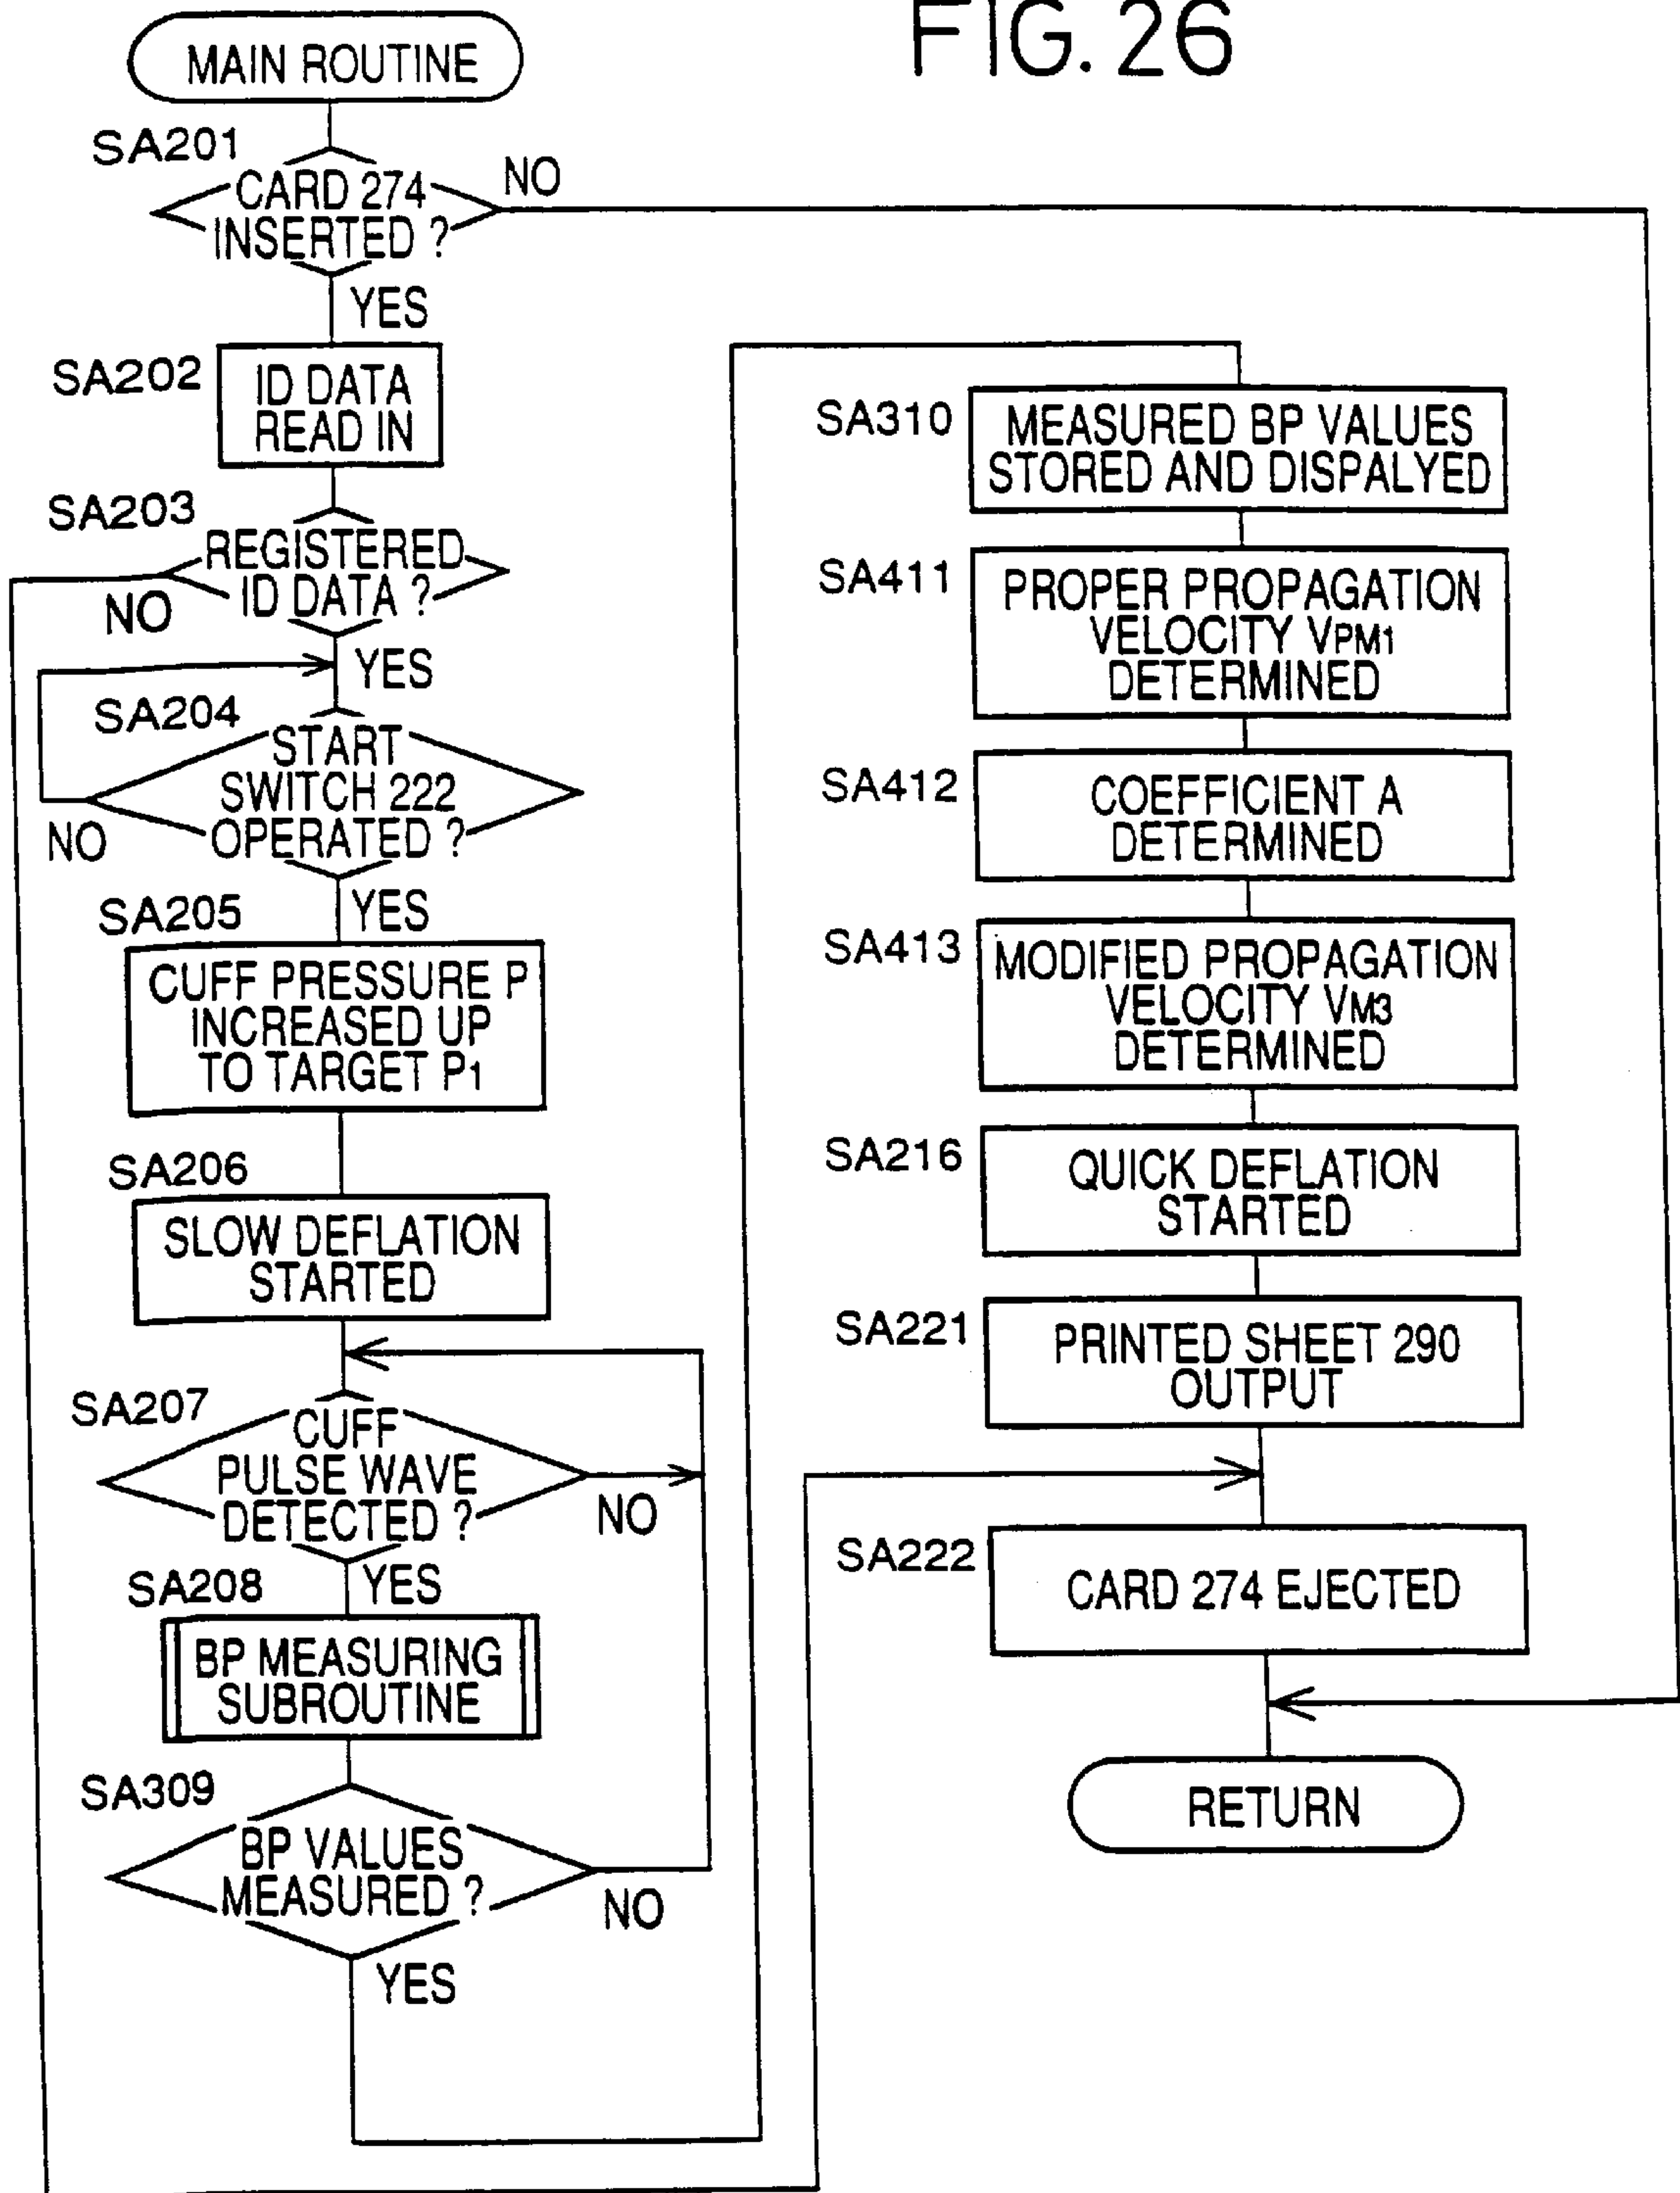 FIG. 26
MAIN ROUTINE
SA201
CARD 274
INSERTED ?
NO
YES
SA202
ID DATA
READ IN
SA203
REGISTERED
ID DATA ?
NO
YES
SA204
START
SWITCH 222
OPERATED ?
NO
YES
SA205
CUFF PRESSURE P
INCREASED UP
TO TARGET P1
SA206
SLOW DEFLATION
STARTED
SA207
CUFF
PULSE WAVE
DETECTED ?
NO
YES
SA208
BP MEASURING
SUBROUTINE
SA309
BP VALUES
MEASURED ?
NO
YES
SA310
MEASURED BP VALUES
STORED AND DISPALYED
SA411
PROPER PROPAGATION
VELOCITY VPM1
DETERMINED
SA412
COEFFICIENT A
DETERMINED
SA413
MODIFIED PROPAGATION
VELOCITY VM3
DETERMINED
SA216
QUICK DEFLATION
STARTED
SA221
PRINTED SHEET 290
OUTPUT
SA222
CARD 274 EJECTED
RETURN